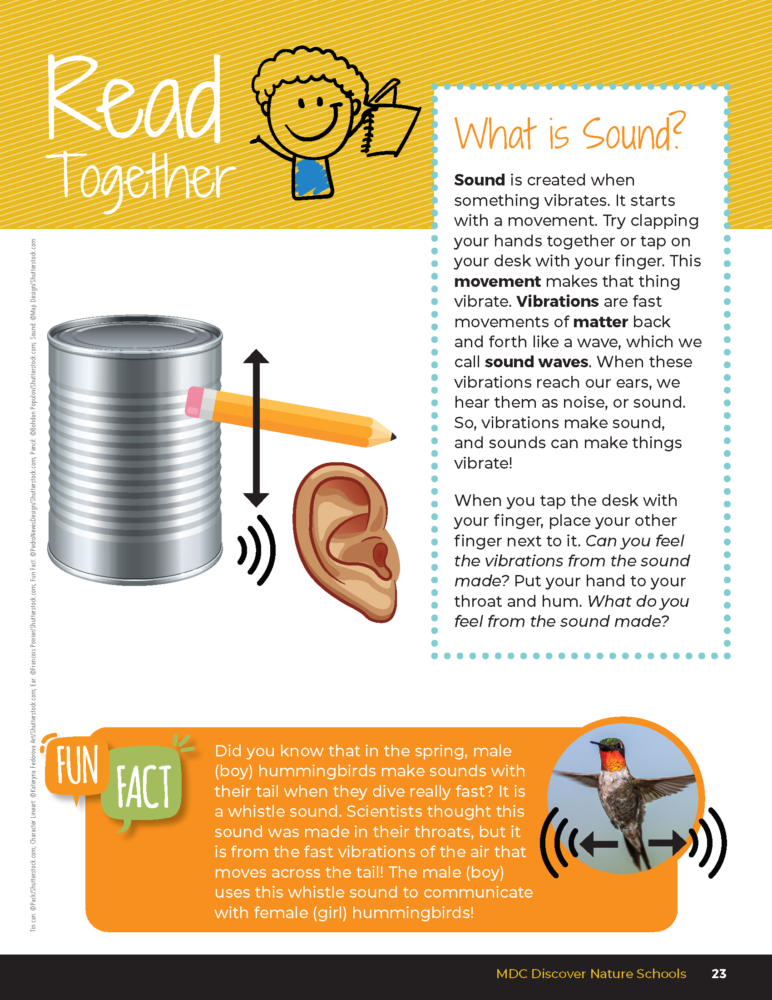 Read
Together
What is Sound?
Sound is created when
something vibrates. It starts
with a movement. Try clapping
your hands together or tap on
your desk with your finger. This
movement makes that thing
vibrate. Vibrations are fast
movements of matter back
and forth like a wave, which we
call sound waves. When these
vibrations reach our ears, we
hear them as noise, or sound.
So, vibrations make sound,
and sounds can make things
vibrate!
When you tap the desk with
your finger, place your other
finger next to it. Can you feel
the vibrations from the sound
made? Put your hand to your
throat and hum. What do you
feel from the sound made?
Tin can: ©Pack/Shutterstock.com; Character Lineart: ©Kateryna Fedorova Art/Shutterstock.com; Ear: ©Francois Poirier/Shutterstock.com; Fun Fact: ©PedroNevesDesign/Shutterstock.com; Pencil: ©Bohdan Populov/Shutterstock.com; Sound: ©Maji Design/Shutterstock.com
FUN
FACT
Did you know that in the spring, male
(boy) hummingbirds make sounds with
their tail when they dive really fast? It is
a whistle sound. Scientists thought this
sound was made in their throats, but it
is from the fast vibrations of the air that
moves across the tail! The male (boy)
uses this whistle sound to communicate
with female (girl) hummingbirds!
MDC Discover Nature Schools 23